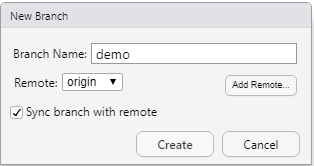 New Branch
Branch Name: demo
Remote: origin Add Remote...
Sync branch with remote
Create Cancel